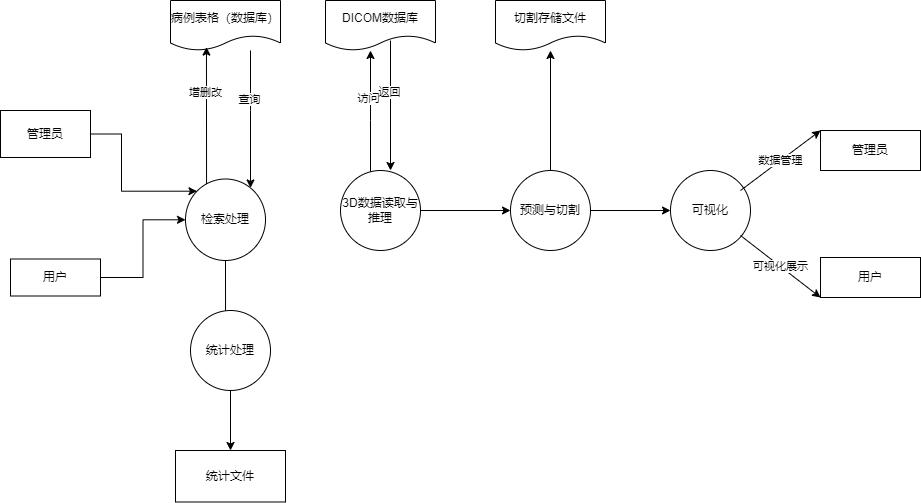 病例表格（数据库）
DICOM数据库
切割存储文件
增删改
查询
访问
返回
管理员
用户
检索处理
3D数据读取与
推理
预测与切割
可视化
数据管理
管理员
可视化展示
用户
统计处理
统计文件